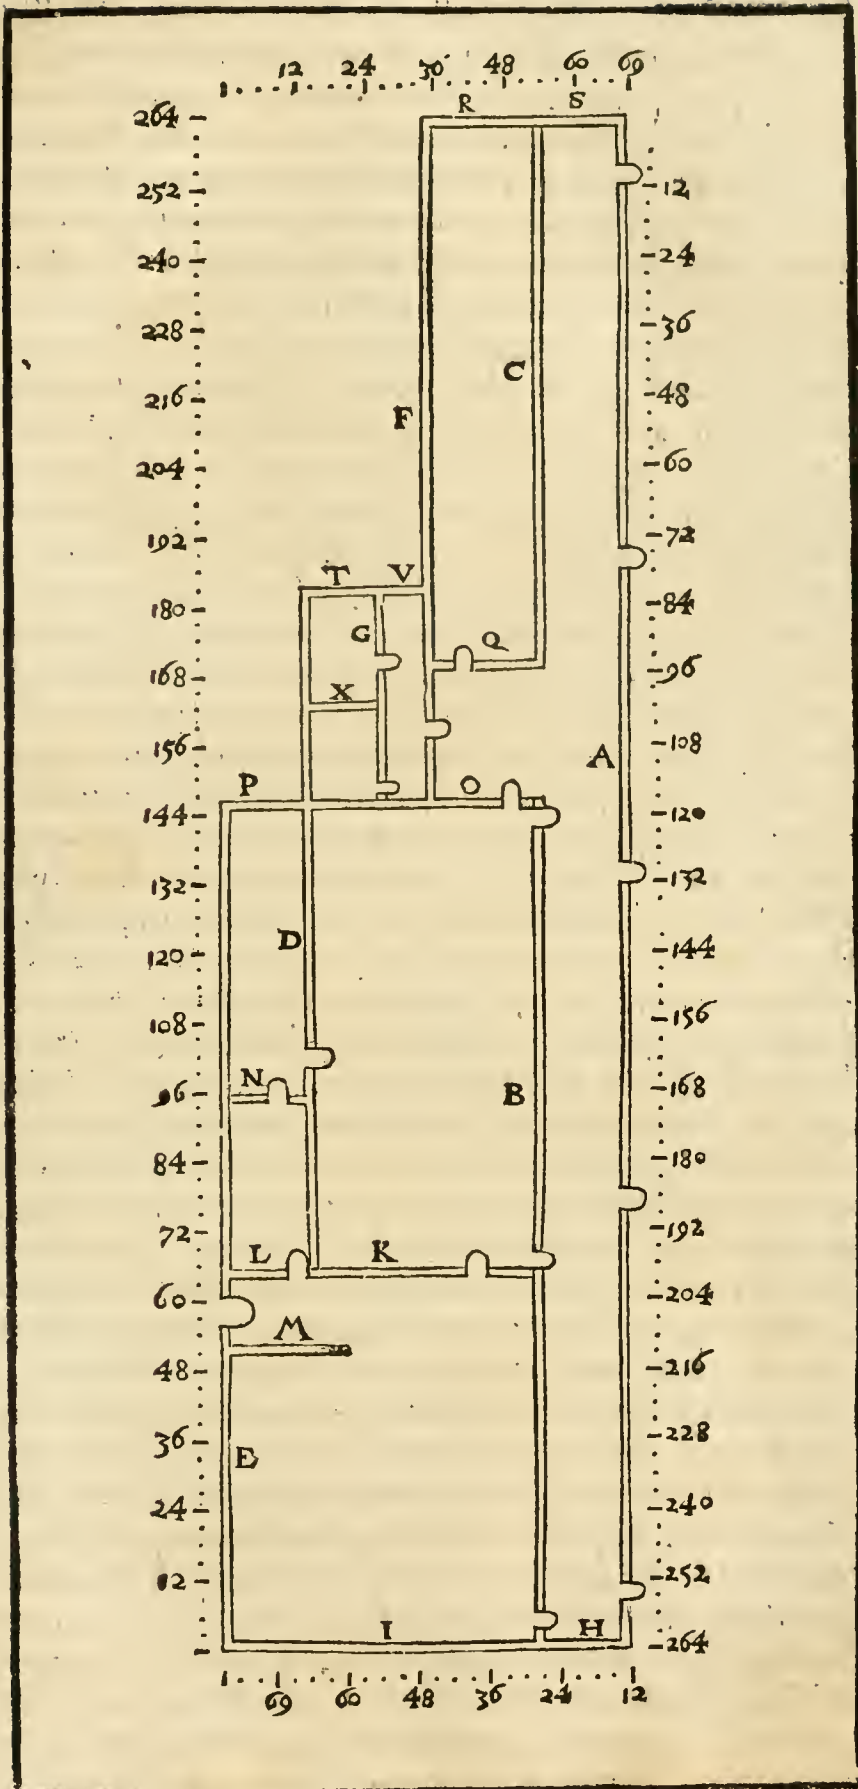 12 24 36 48 60 69
R S
264
252 12
240 24
228 36
C
216 48
F
204 60
192 72
T V
180 84
G Q
168 96
X
156 A 108
P O
144 120
132 132
D
120 144
108 156
N B
96 168
84 180
72 192
L K
60 204
M
48 216
36 228
E
24 240
12 252
I H
264
69 60 48 36 24 12